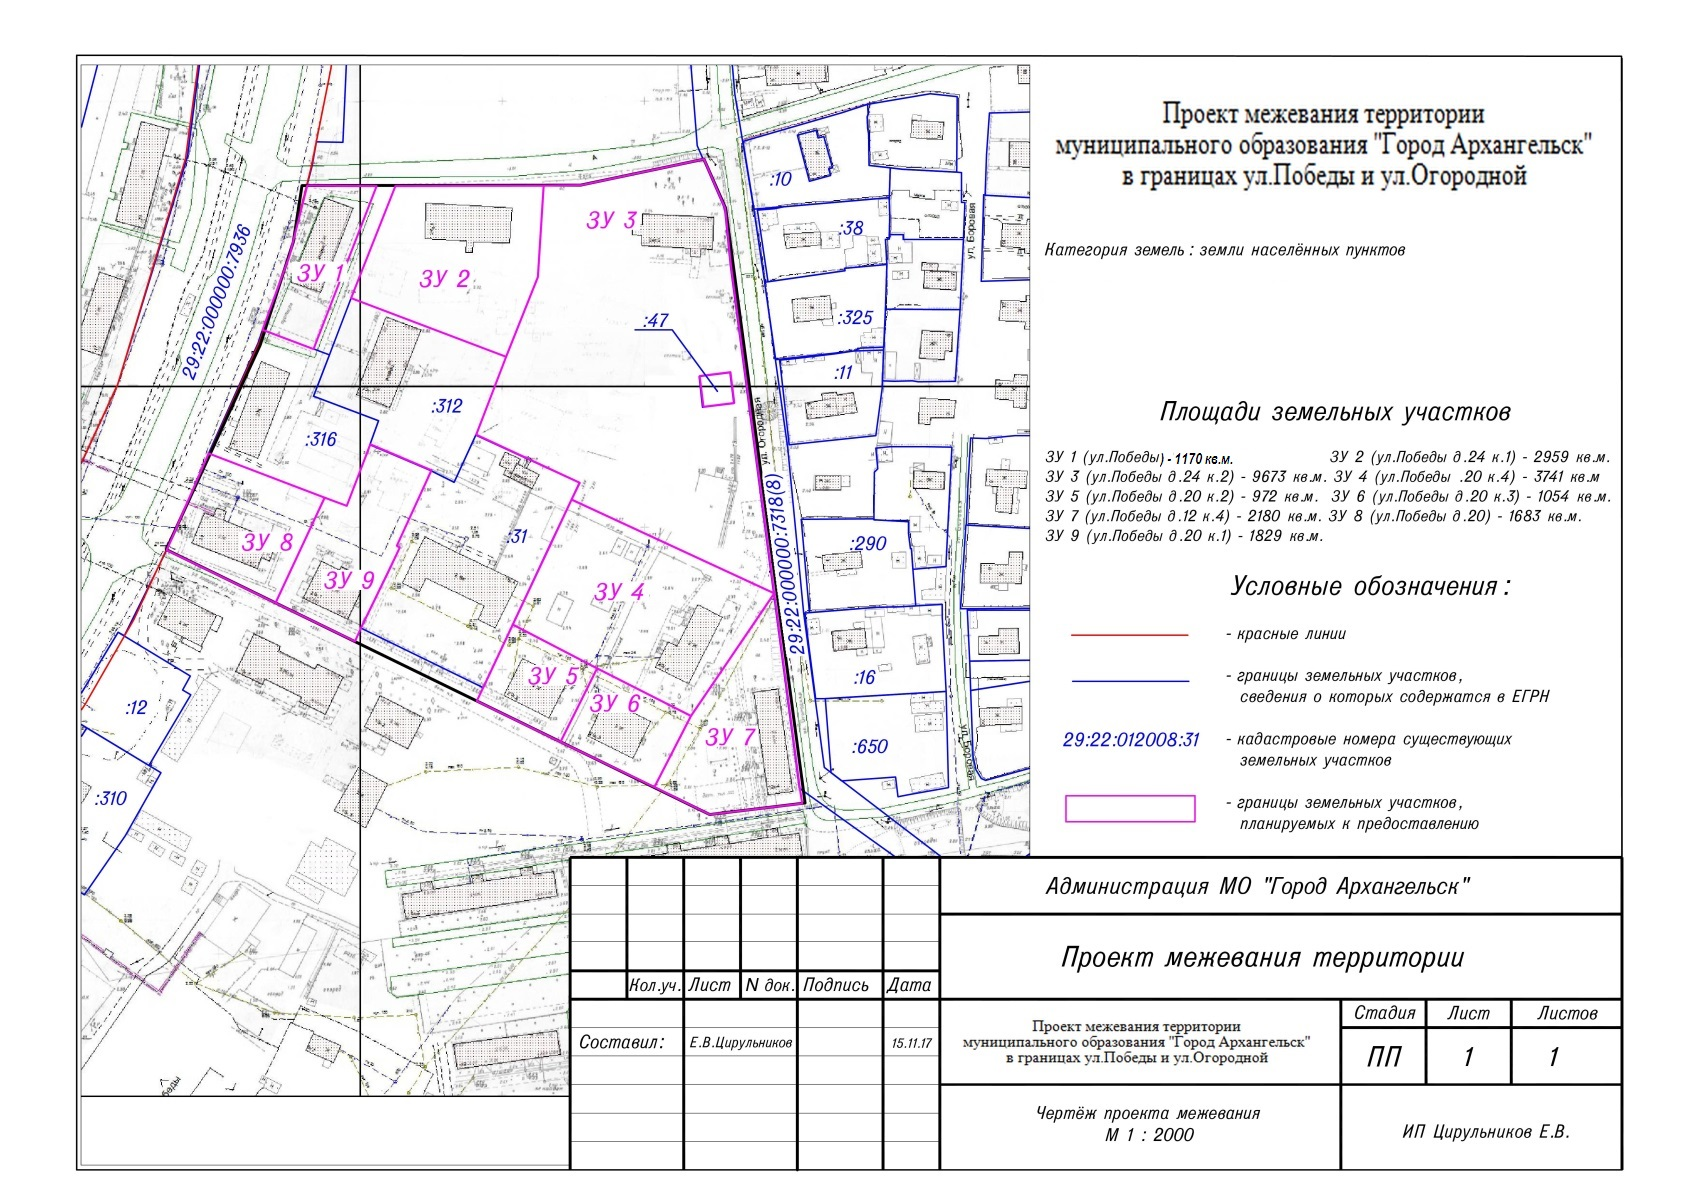 Проект межевания территории
муниципального образования "Город Архангельск"
в границах ул.Победы и ул.Огородной
Категория земель : земли населённых пунктов
Площади земельных участков
ЗУ 1 (ул.Победы) - 1170 кв.м. ЗУ 2 (ул.Победы д.24 к.1) - 2959 кв.м.
ЗУ 3 (ул.Победы д.24 к.2) - 9673 кв.м. ЗУ 4 (ул.Победы .20 к.4) - 3741 кв.м
ЗУ 5 (ул.Победы д.20 к.2) - 972 кв.м. ЗУ 6 (ул.Победы д.20 к.3) - 1054 кв.м.
ЗУ 7 (ул.Победы д.12 к.4) - 2180 кв.м. ЗУ 8 (ул.Победы д.20) - 1683 кв.м.
ЗУ 9 (ул.Победы д.20 к.1) - 1829 кв.м.
Условные обозначения :
- красные линии
- границы земельных участков,
сведения о которых содержатся в ЕГРН
29:22:012008:31 - кадастровые номера существующих
земельных участков
- границы земельных участков,
планируемых к предоставлению
29:22:000000:7936
ЗУ 1
ЗУ 2
ЗУ 3
:47
:312
:316
:31
ЗУ 8
ЗУ 9
ЗУ 4
ЗУ 5
ЗУ 6
ЗУ 7
ул. Огородная
29:22:000000:7318(8)
:10
:38
:325
:11
:290
:16
:650
ул. Боровая
ул. Боровая
:12
:310
Администрация МО "Город Архангельск"
Проект межевания территории
Кол.уч. Лист N док. Подпись Дата
Составил: Е.В.Цирульников 15.11.17
Проект межевания территории
муниципального образования "Город Архангельск"
в границах ул.Победы и ул.Огородной
Стадия Лист Листов
ПП 1 1
Чертёж проекта межевания
М 1 : 2000
ИП Цирульников Е.В.